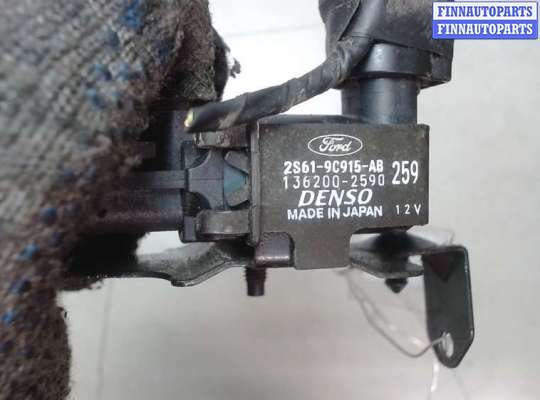 FINNAUTOPARTS
FINNAUTOPARTS
Ford
2S61-9C915-AB 259
136200-2590
DENSO
MADE IN JAPAN 12V